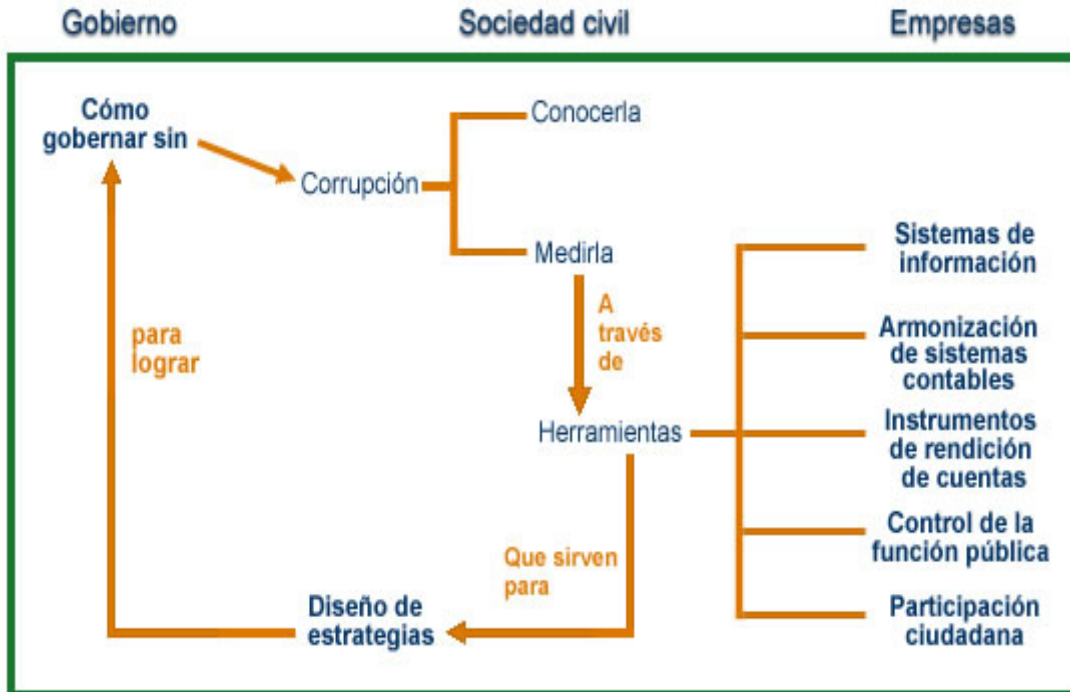 Gobierno
Sociedad civil
Empresas
Cómo
gobernar sin
Corrupción
Conocerla
Medirla
A
través
de
Herramientas
Sistemas de
información
Armonización
de sistemas
contables
Instrumentos
de rendición
de cuentas
Control de la
función pública
Participación
ciudadana
Que sirven
para
Diseño de
estrategias
para
lograr